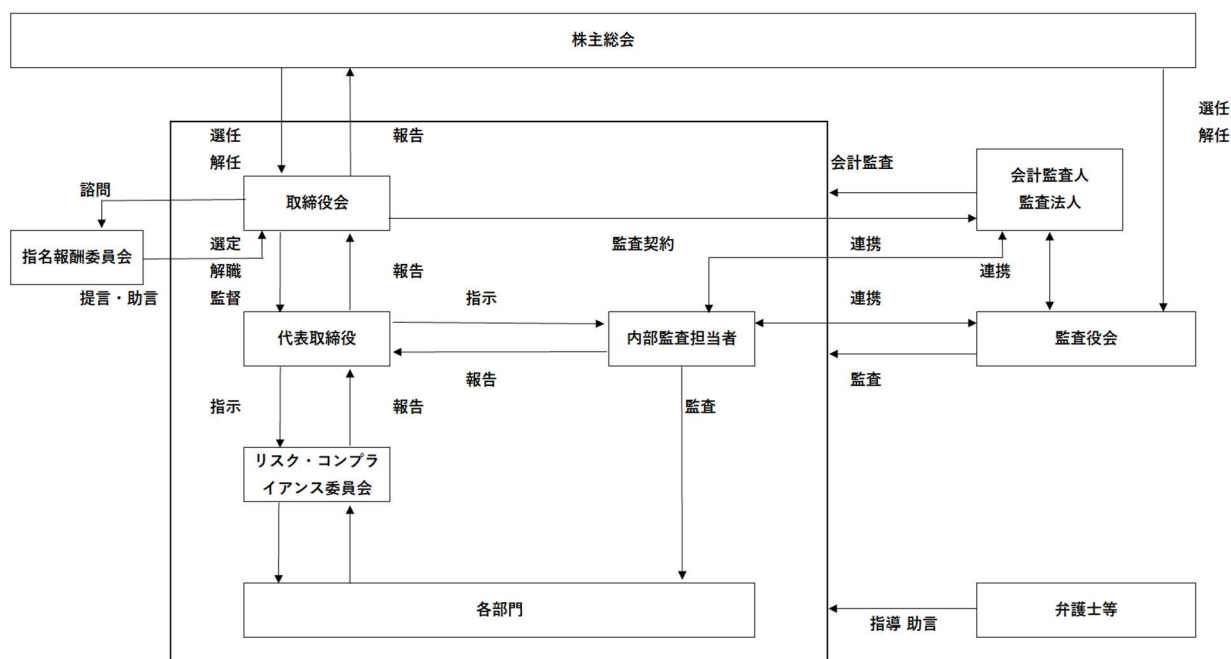 株主総会
選任
解任
報告
選任
解任
会計監査
会計監査人
監査法人
諮問
取締役会
指名報酬委員会
選定
解職
監督
報告
監査契約
連携
連携
提言・助言
指示
連携
代表取締役
内部監査担当者
監査役会
報告
監査
指示
報告
監査
リスク・コンプラ
イアンス委員会
各部門
弁護士等
指導 助言